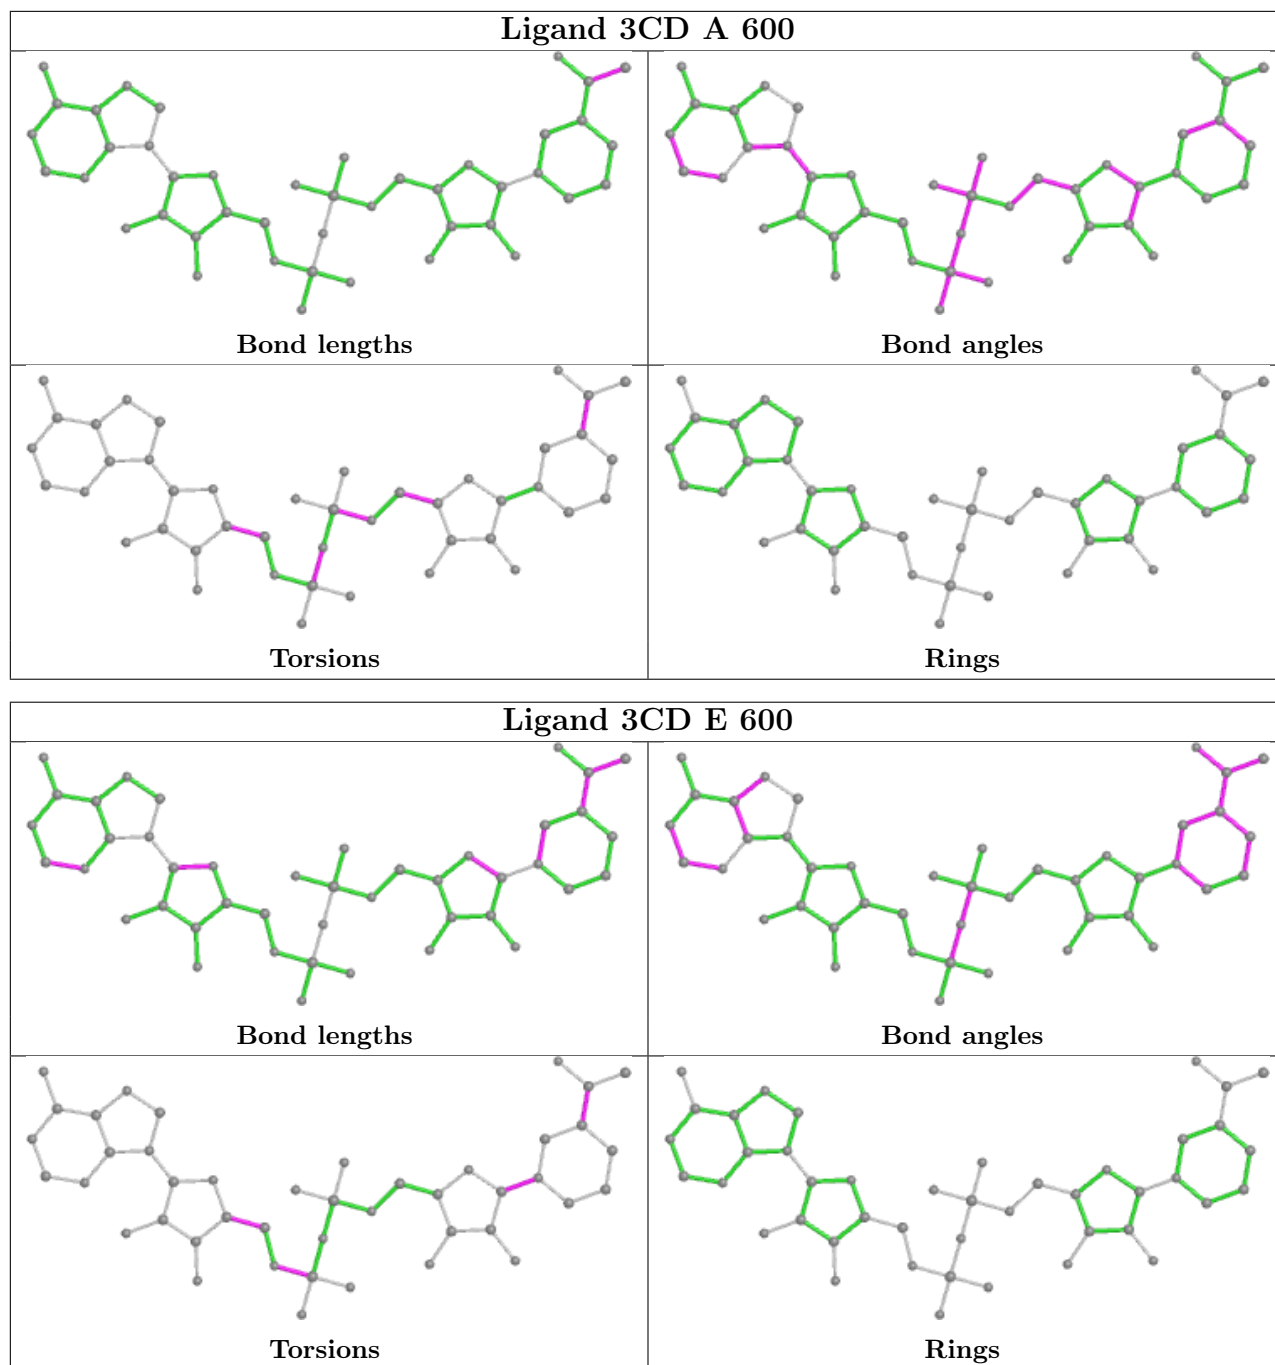 Ligand 3CD A 600
Bond lengths
Bond angles
Torsions
Rings
Ligand 3CD E 600
Bond lengths
Bond angles
Torsions
Rings